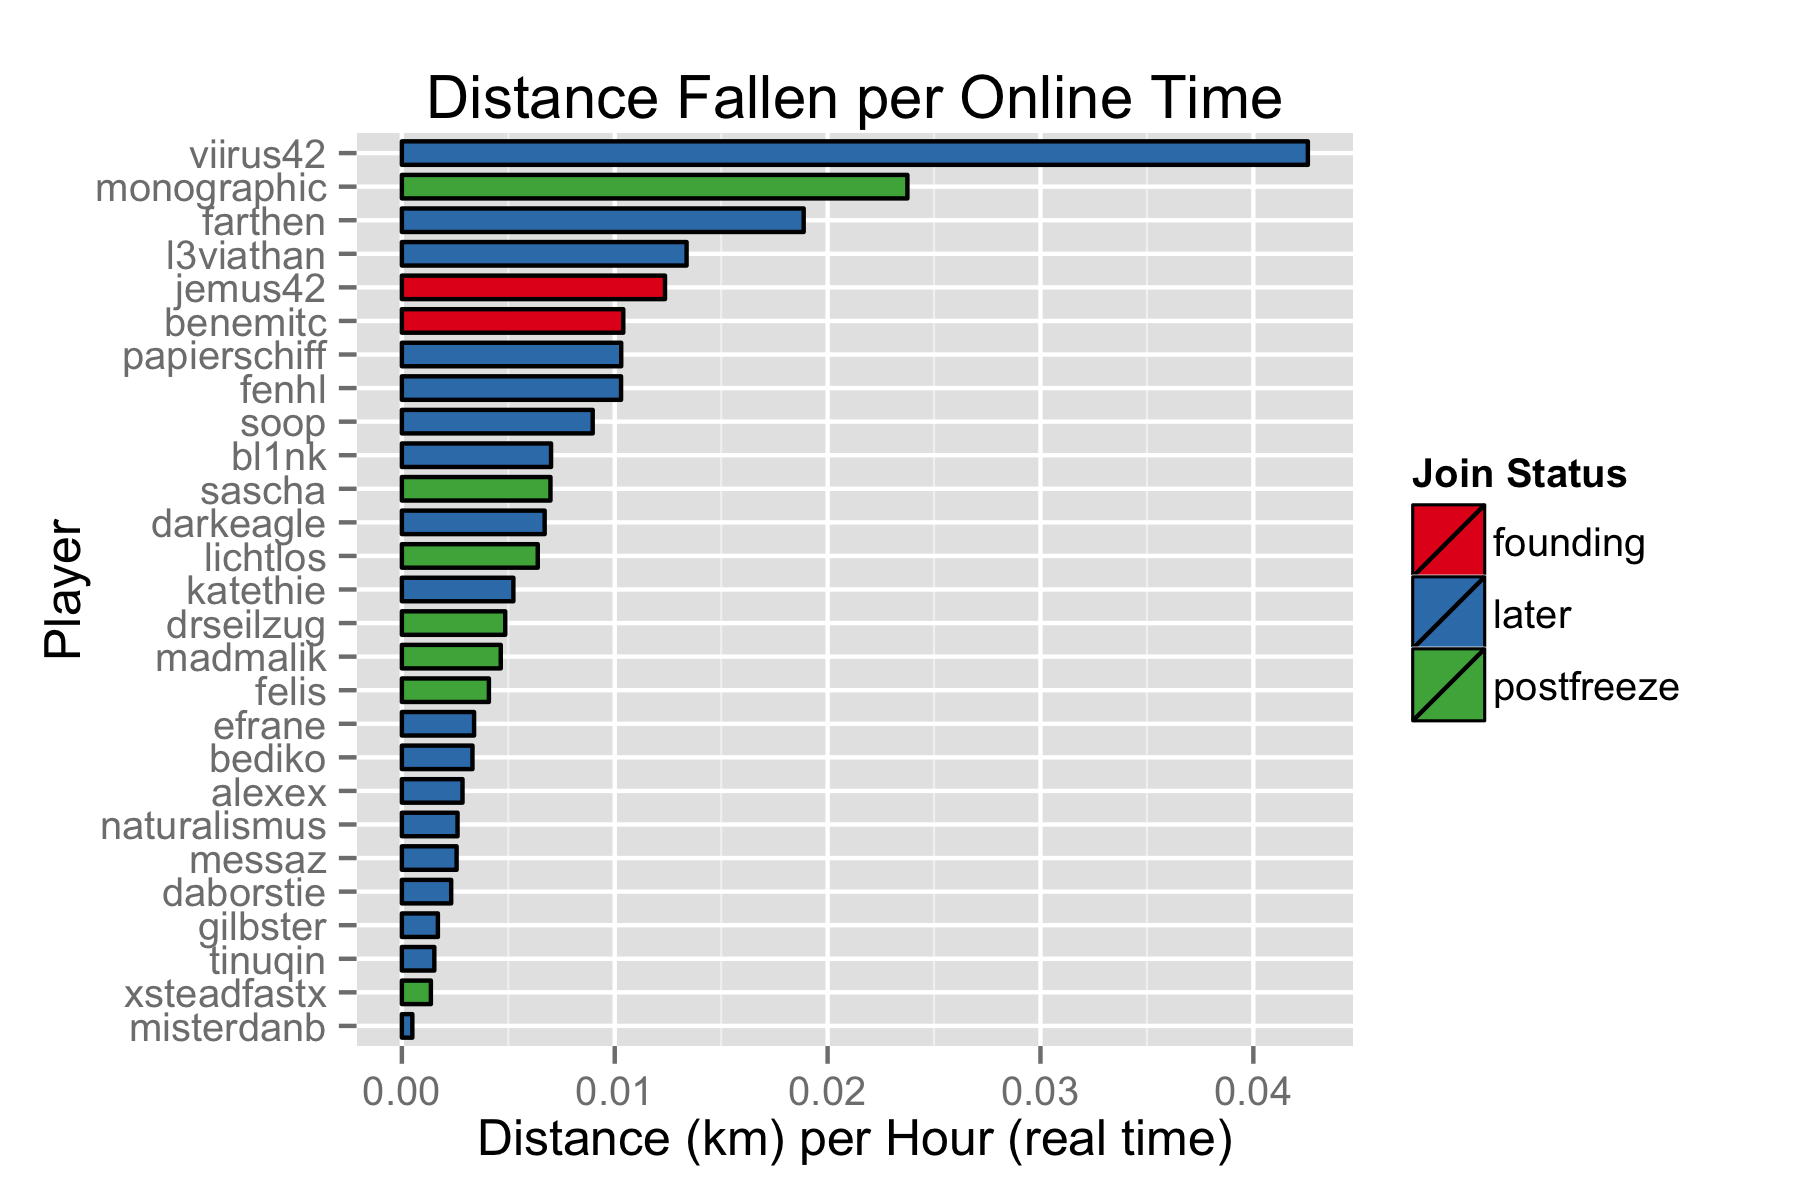 Distance Fallen per Online Time
Player
viirus42
monographic
farthen
l3viathan
jemus42
benemitc
papierschiff
fenhl
soop
bl1nk
sascha
darkeagle
lichtlos
katethie
drseilzug
madmalik
felis
efrane
bediko
alexex
naturalismus
messaz
daborstie
gilbster
tinuqin
xsteadfastx
misterdanb
0.00 0.01 0.02 0.03 0.04
Distance (km) per Hour (real time)
Join Status
founding
later
postfreeze